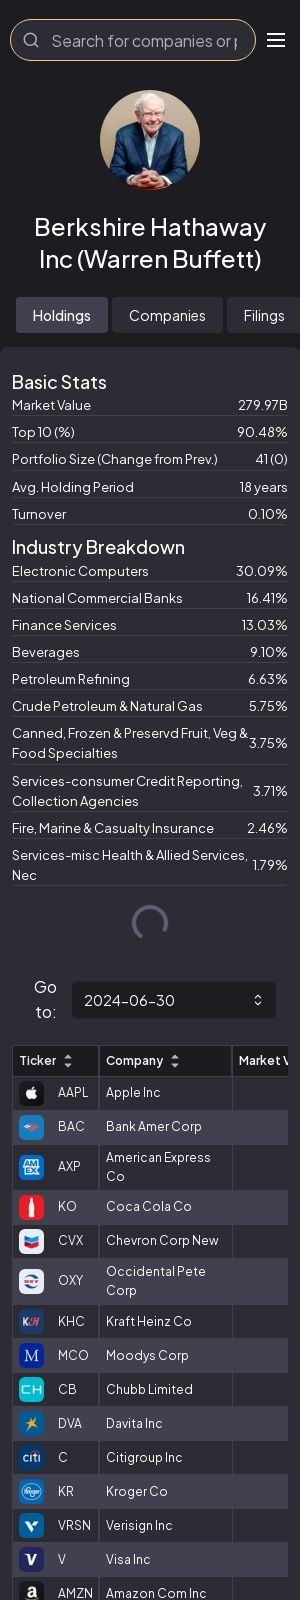 Search for companies or p
Berkshire Hathaway
Inc (Warren Buffett)
Holdings Companies Filings
Basic Stats
Market Value 279.97B
Top 10 (%) 90.48%
Portfolio Size (Change from Prev.) 41 (0)
Avg. Holding Period 18 years
Turnover 0.10%
Industry Breakdown
Electronic Computers 30.09%
National Commercial Banks 16.41%
Finance Services 13.03%
Beverages 9.10%
Petroleum Refining 6.63%
Crude Petroleum & Natural Gas 5.75%
Canned, Frozen & Preservd Fruit, Veg &
Food Specialties 3.75%
Services-consumer Credit Reporting,
Collection Agencies 3.71%
Fire, Marine & Casualty Insurance 2.46%
Services-misc Health & Allied Services,
Nec 1.79%
Go
to: 2024-06-30
Ticker Company Market V
AAPL Apple Inc
BAC Bank Amer Corp
AM
EX AXP American Express
Co
KO Coca Cola Co
CVX Chevron Corp New
OXY OXY Occidental Pete
Corp
KH KHC Kraft Heinz Co
M MCO Moodys Corp
CH CB Chubb Limited
DVA Davita Inc
citi C Citigroup Inc
Kroger KR Kroger Co
VRSN Verisign Inc
V V Visa Inc
a AMZN Amazon Com Inc